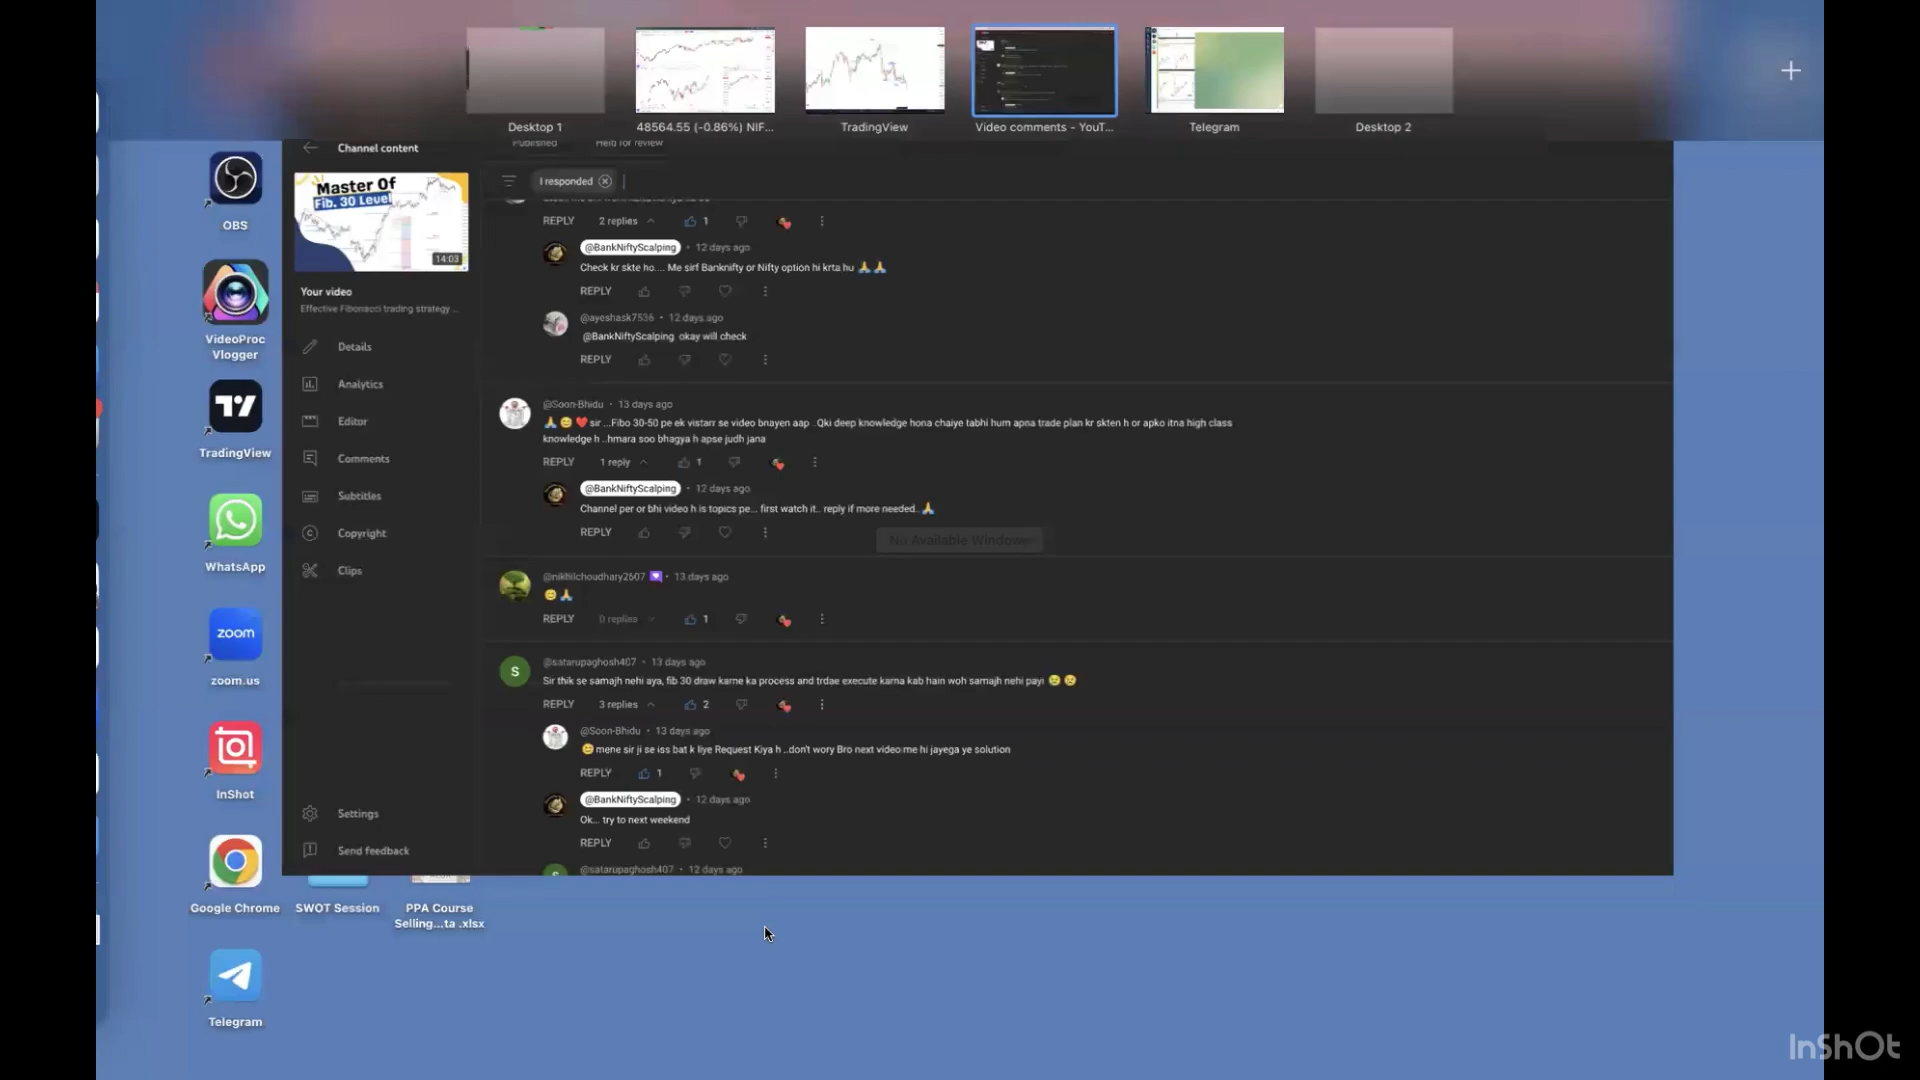 Desktop 1
48564.55 (-0.86%) NIF...
TradingView
Video comments - YouT...
Telegram
Desktop 2
Channel content
Published
Held for review
I responded
Master Of
Fib. 30 Level
14:03
Your video
Effective Fibonacci trading strategy ...
Details
Analytics
Editor
Comments
Subtitles
Copyright
Clips
Settings
Send feedback
REPLY 2 replies 1
@BankNiftyScalping • 12 days ago
Check kr skte ho.... Me sirf Banknifty or Nifty option hi krta hu 🙏 🙏
REPLY
@ayeshask7536 • 12 days ago
@BankNiftyScalping okay will check
REPLY
@Soon-Bhidu • 13 days ago
🙏 😊 ❤️ sir ...Fibo 30-50 pe ek vistarr se video bnayen aap ..Qki deep knowledge hona chaiye tabhi hum apna trade plan kr skten h or apko itna high class
knowledge h ..hmara soo bhagya h apse judh jana
REPLY 1 reply 1
@BankNiftyScalping • 12 days ago
Channel per or bhi video h is topics pe... first watch it.. reply if more needed. 🙏
REPLY
No Available Windows
@nikhilchoudhary2607 • 13 days ago
😊 🙏
REPLY 0 replies 1
S
@satarupaghosh407 • 13 days ago
Sir thik se samajh nehi aya, fib 30 draw karne ka process and trdae execute karna kab hain woh samajh nehi payi 😥 😥
REPLY 3 replies 2
@Soon-Bhidu • 13 days ago
😊 mene sir ji se iss bat k liye Request Kiya h ..don't wory Bro next video me hi jayega ye solution
REPLY 1
@BankNiftyScalping • 12 days ago
Ok... try to next weekend
REPLY
@satarupaghosh407 • 12 days ago
OBS
VideoProc
Vlogger
TradingView
WhatsApp
zoom
zoom.us
InShot
Google Chrome
SWOT Session
PPA Course
Selling...ta .xlsx
Telegram
InShOt